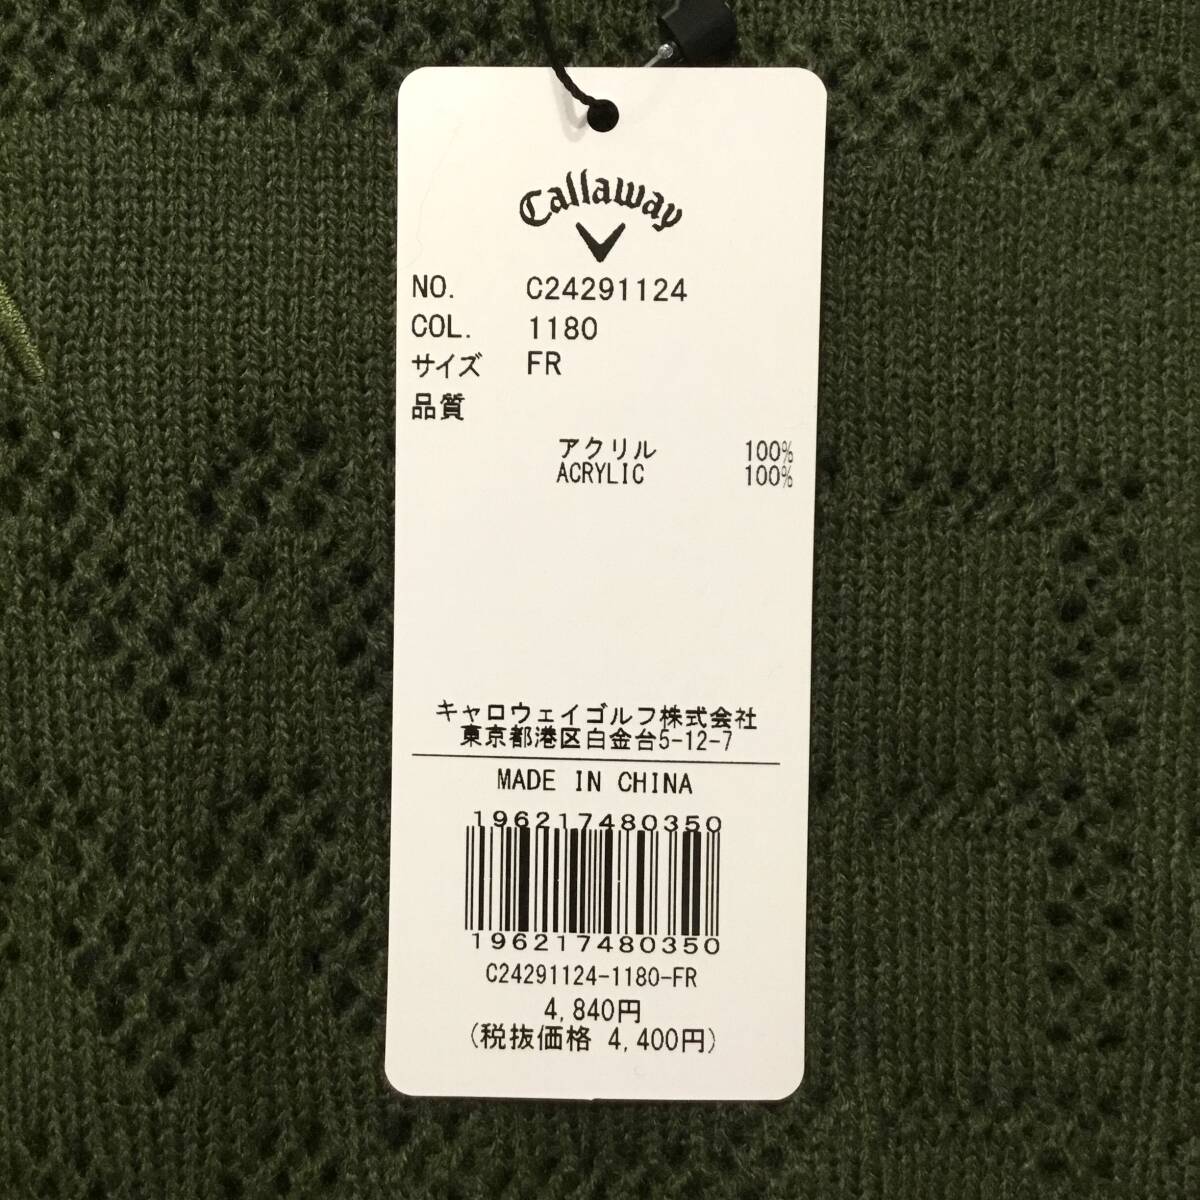 Callaway
NO. C24291124
COL. 1180
サイズ FR
品質
アクリル 100%
ACRYLIC 100%
キャロウェイゴルフ株式会社
東京都港区白金台5-12-7
MADE IN CHINA
196217480350
196217480350
C24291124-1180-FR
4,840円
(税抜価格 4,400円)